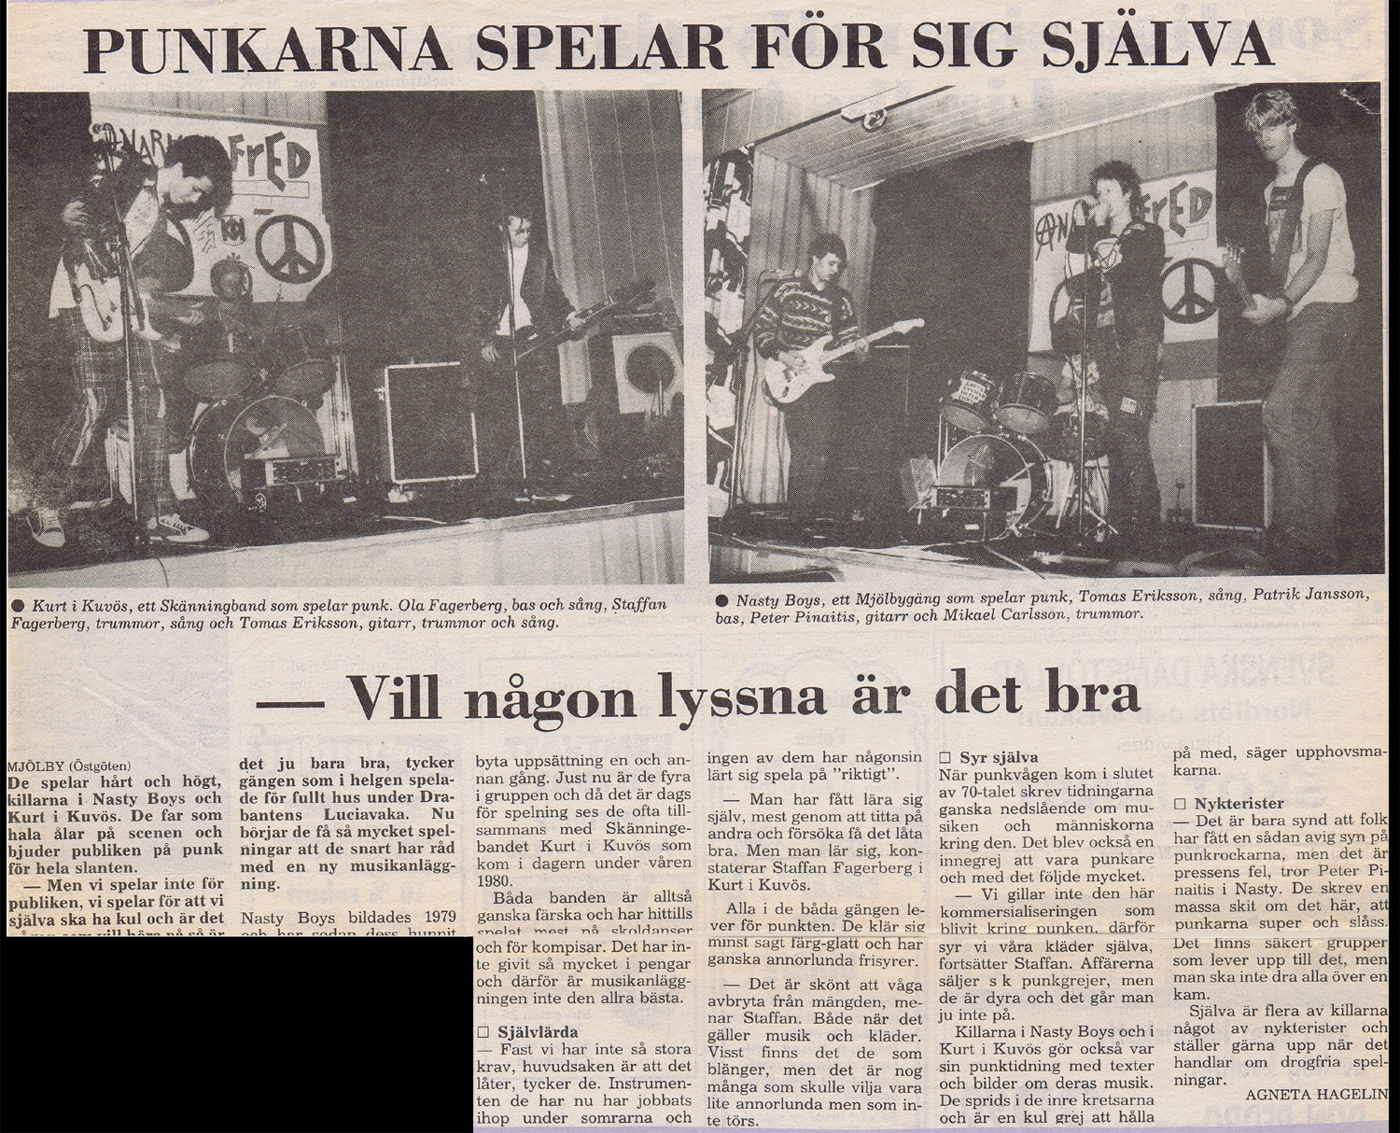 PUNKARNA SPELAR FÖR SIG SJÄLVA
ANARK
FrED
AN
FrED
● Kurt i Kuvös, ett Skänningband som spelar punk. Ola Fagerberg, bas och sång, Staffan
Fagerberg, trummor, sång och Tomas Eriksson, gitarr, trummor och sång.
● Nasty Boys, ett Mjölbygäng som spelar punk, Tomas Eriksson, sång, Patrik Jansson,
bas, Peter Pinaitis, gitarr och Mikael Carlsson, trummor.
— Vill någon lyssna är det bra
MJÖLBY (Östgöten)
De spelar hårt och högt,
killarna i Nasty Boys och
Kurt i Kuvös. De far som
hala ålar på scenen och
bjuder publiken på punk
för hela slanten.
— Men vi spelar inte för
publiken, vi spelar för att vi
själva ska ha kul och är det
någon som vill höra på så är
det ju bara bra, tycker
gängen som i helgen spela-
de för fullt hus under Dra-
bantens Luciavaka. Nu
börjar de få så mycket spel-
ningar att de snart har råd
med en ny musikanlägg-
ning.
Nasty Boys bildades 1979
och har sedan dess hunnit
byta uppsättning en och an-
nan gång. Just nu är de fyra
i gruppen och då det är dags
för spelning ses de ofta till-
sammans med Skänninge-
bandet Kurt i Kuvös som
kom i dagern under våren
1980.
Båda banden är alltså
ganska färska och har hittills
spelat mest på skoldanser
och för kompisar. Det har in-
te givit så mycket i pengar
och därför är musikanlägg-
ningen inte den allra bästa.
□ Självlärda
— Fast vi har inte så stora
krav, huvudsaken är att det
låter, tycker de. Instrumen-
ten de har nu har jobbats
ihop under somrarna och
ingen av dem har någonsin
lärt sig spela på ”riktigt”.
— Man har fått lära sig
själv, mest genom att titta på
andra och försöka få det låta
bra. Men man lär sig, kon-
staterar Staffan Fagerberg i
Kurt i Kuvös.
Alla i de båda gängen le-
ver för punkten. De klär sig
minst sagt färg-glatt och har
ganska annorlunda frisyrer.
— Det är skönt att våga
avbryta från mängden, me-
nar Staffan. Både när det
gäller musik och kläder.
Visst finns det de som
blänger, men det är nog
många som skulle vilja vara
lite annorlunda men som in-
te törs.
□ Syr själva
När punkvågen kom i slutet
av 70-talet skrev tidningarna
ganska nedslående om mu-
siken och människorna
kring den. Det blev också en
innegrej att vara punkare
och med det följde mycket.
— Vi gillar inte den här
kommersialiseringen som
blivit kring punken, därför
syr vi våra kläder själva,
fortsätter Staffan. Affärerna
säljer s k punkgrejer, men
de är dyra och det går man
ju inte på.
Killarna i Nasty Boys och i
Kurt i Kuvös gör också var
sin punktidning med texter
och bilder om deras musik.
De sprids i de inre kretsarna
och är en kul grej att hålla
på med, säger upphovsma-
karna.
□ Nykterister
— Det är bara synd att folk
har fått en sådan avig syn på
punkrockarna, men det är
pressens fel, tror Peter Pi-
naitis i Nasty. De skrev en
massa skit om det här, att
punkarna super och slåss.
Det finns säkert grupper
som lever upp till det, men
man ska inte dra alla över en
kam.
Själva är flera av killarna
något av nykterister och
ställer gärna upp när det
handlar om drogfria spel-
ningar.
AGNETA HAGELIN